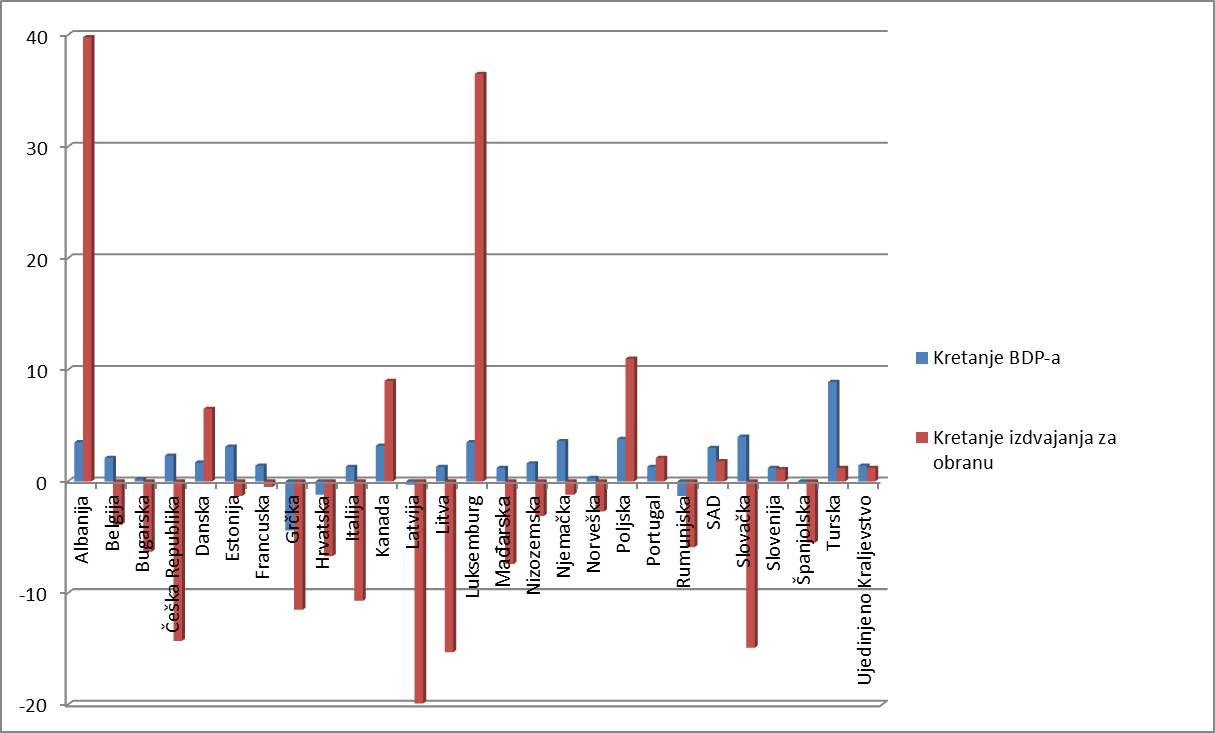 40
30
20
10
0
-10
-20
Albanija
Belgija
Bugarska
Češka Republika
Danska
Estonija
Francuska
Grčka
Hrvatska
Italija
Kanada
Latvija
Litva
Luksemburg
Mađarska
Nizozemska
Njemačka
Norveška
Poljska
Portugal
Rumunjska
SAD
Slovačka
Slovenija
Španjolska
Turska
Ujedinjeno Kraljevstvo
Kretanje BDP-a
Kretanje izdvajanja za
obranu